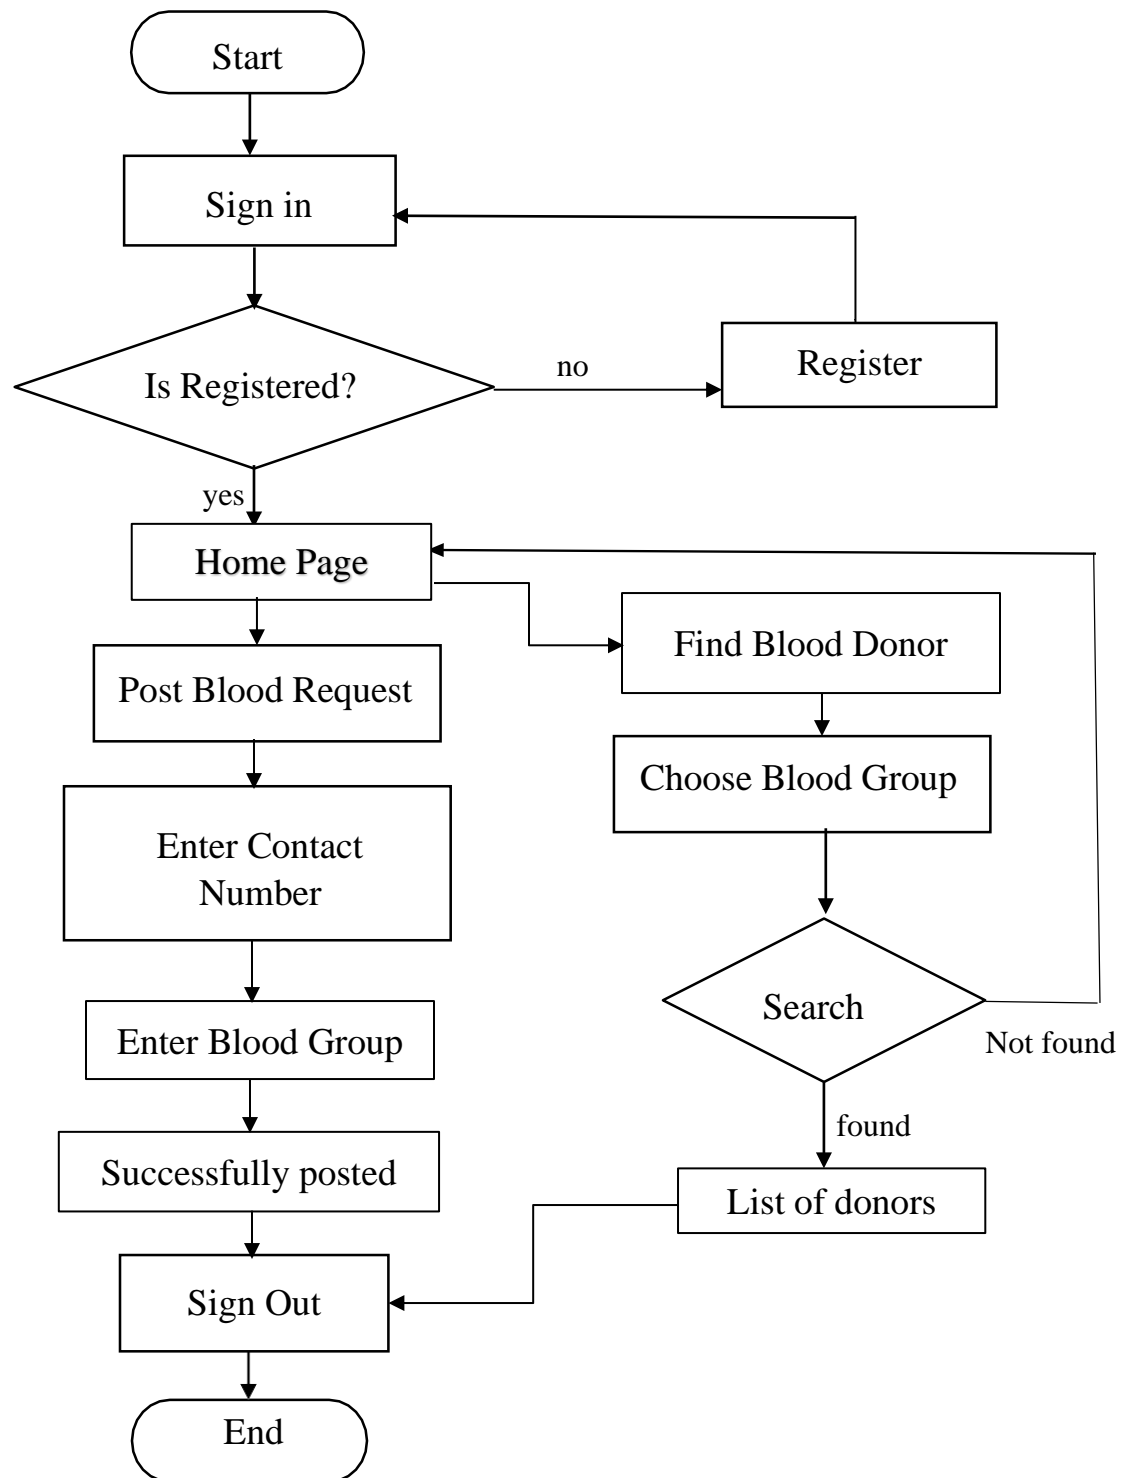 Start
Sign in
Is Registered?
no
Register
yes
Home Page
Post Blood Request
Find Blood Donor
Choose Blood Group
Enter Contact
Number
Search
Not found
Enter Blood Group
found
Successfully posted
List of donors
Sign Out
End